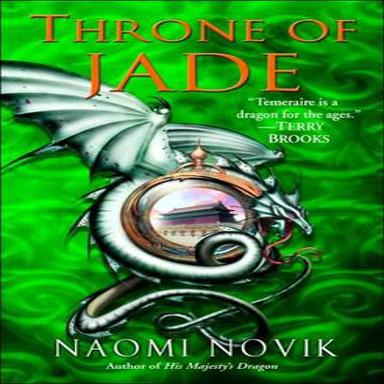 THRONE OF
JADE
"Temeraire is a
dragon for the ages."
—TERRY
BROOKS
NAOMI NOVIK
Author of His Majesty's Dragon